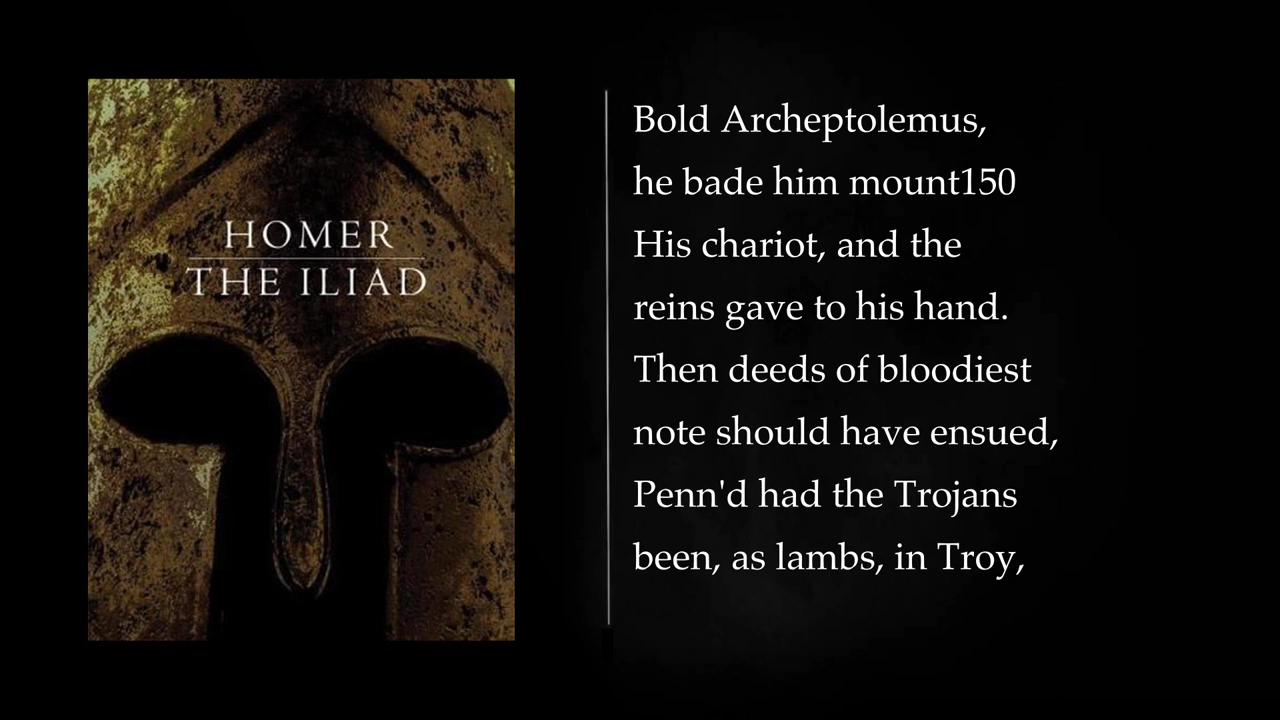 HOMER
THE ILIAD
Bold Archeptolemus,
he bade him mount150
His chariot, and the
reins gave to his hand.
Then deeds of bloodiest
note should have ensued,
Penn'd had the Trojans
been, as lambs, in Troy,